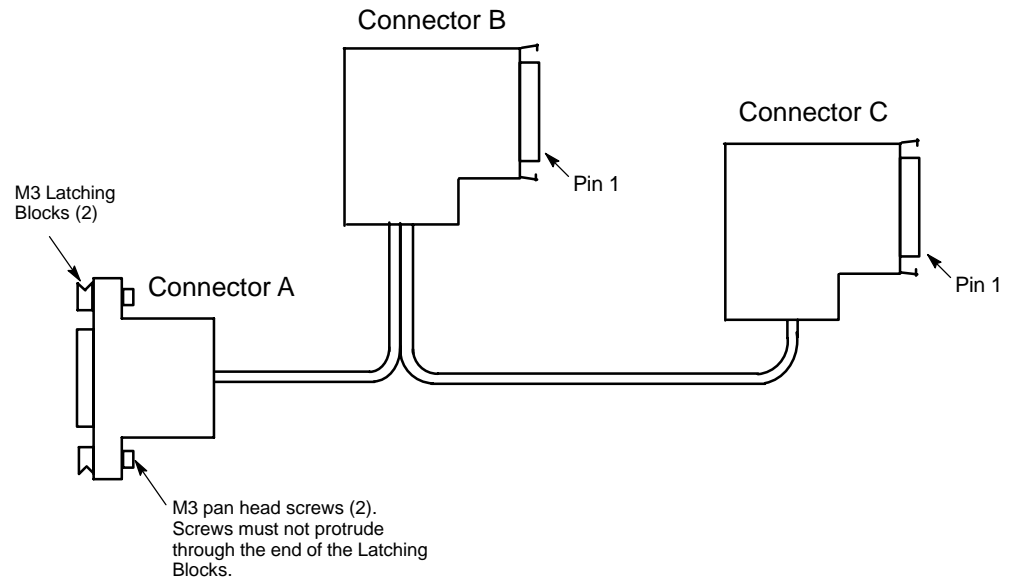 Connector B
Connector C
Pin 1
M3 Latching
Blocks (2)
Connector A
Pin 1
M3 pan head screws (2).
Screws must not protrude
through the end of the Latching
Blocks.